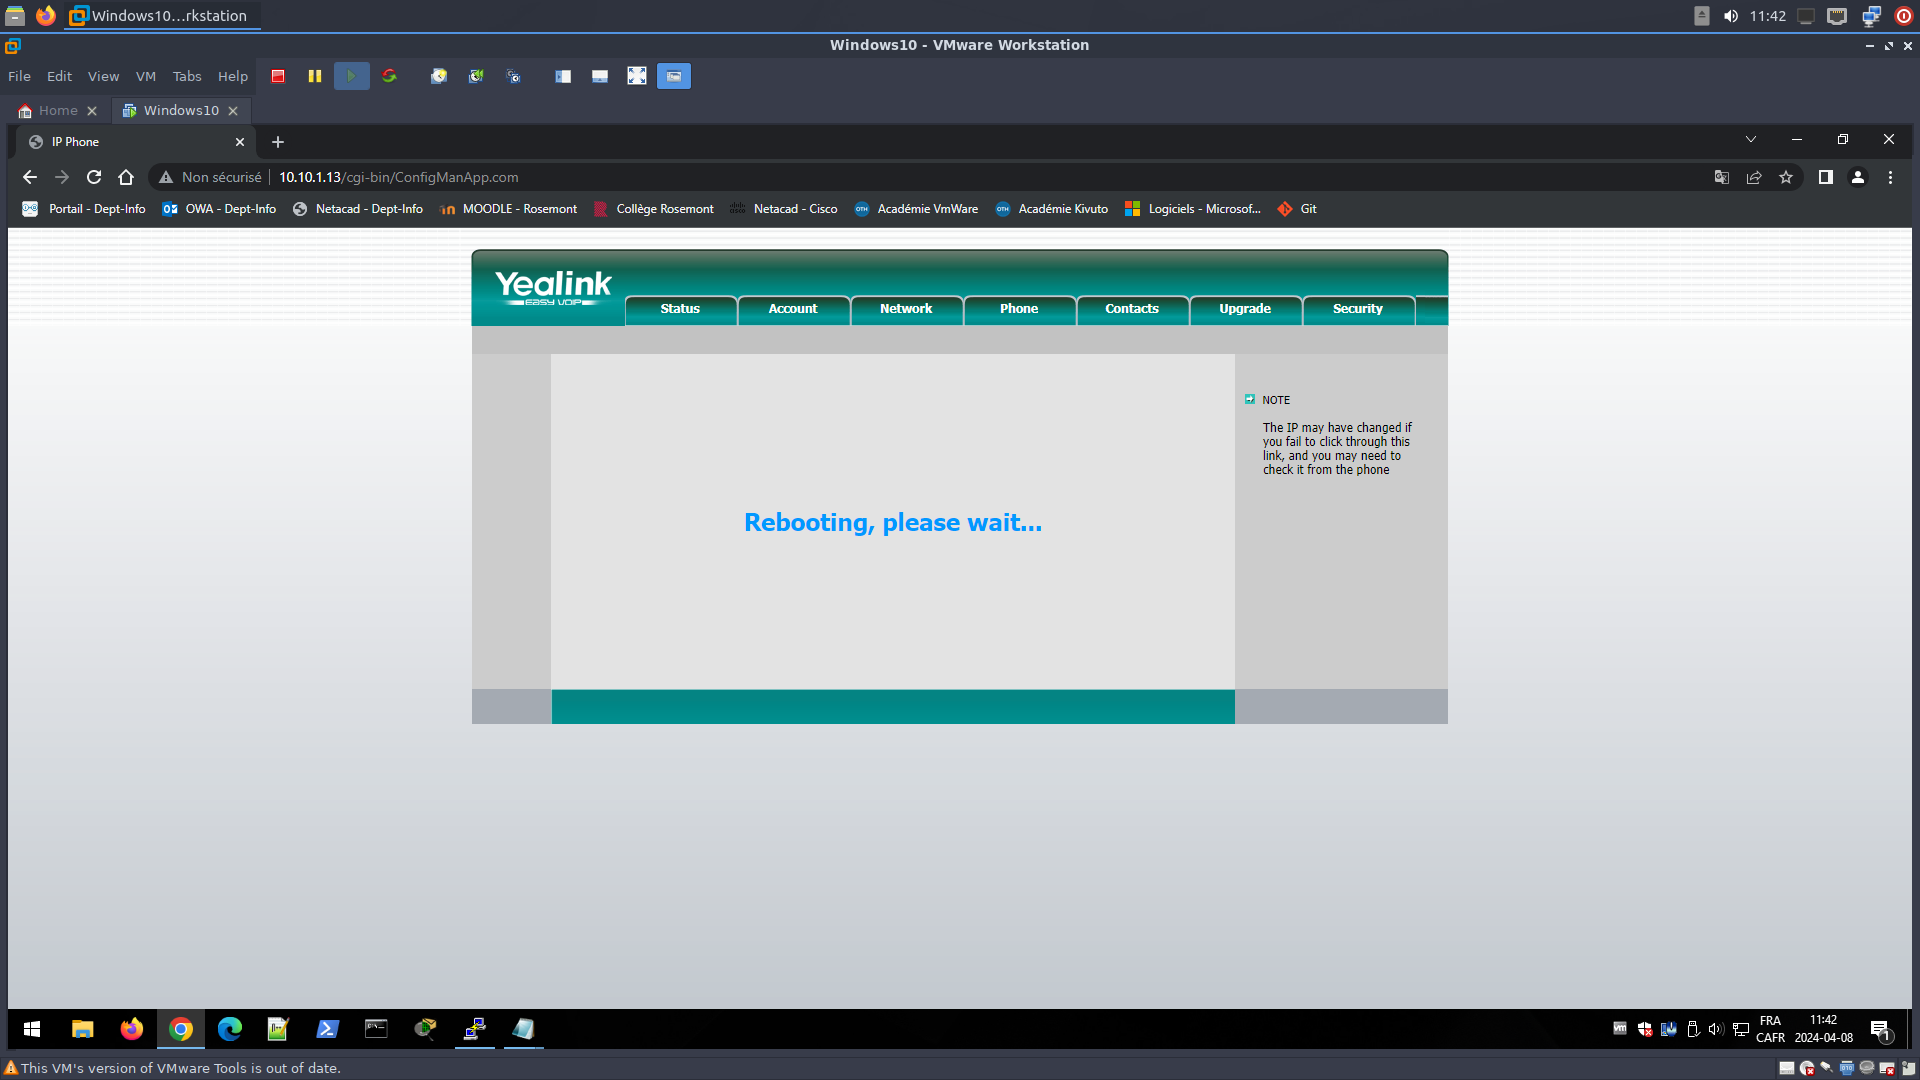 Windows10...rkstation
11:42
Windows10 - VMware Workstation
File Edit View VM Tabs Help
Home Windows10
IP Phone
Non sécurisé 10.10.1.13/cgi-bin/ConfigManApp.com
Portail - Dept-Info OWA - Dept-Info Netacad - Dept-Info MOODLE - Rosemont Collège Rosemont Netacad - Cisco Académie VmWare Académie Kivuto Logiciels - Microsof... Git
Yealink
EASY VOIP
Status Account Network Phone Contacts Upgrade Security
NOTE
The IP may have changed if
you fail to click through this
link, and you may need to
check it from the phone
Rebooting, please wait...
FRA
CAFR
11:42
2024-04-08
1
This VM's version of VMware Tools is out of date.